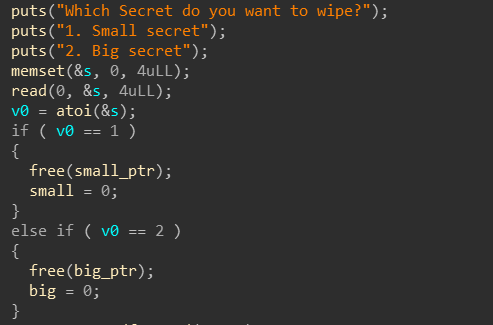 puts("Which Secret do you want to wipe?");
puts("1. Small secret");
puts("2. Big secret");
memset(&s, 0, 4uLL);
read(0, &s, 4uLL);
v0 = atoi(&s);
if ( v0 == 1 )
{
  free(small_ptr);
  small = 0;
}
else if ( v0 == 2 )
{
  free(big_ptr);
  big = 0;
}